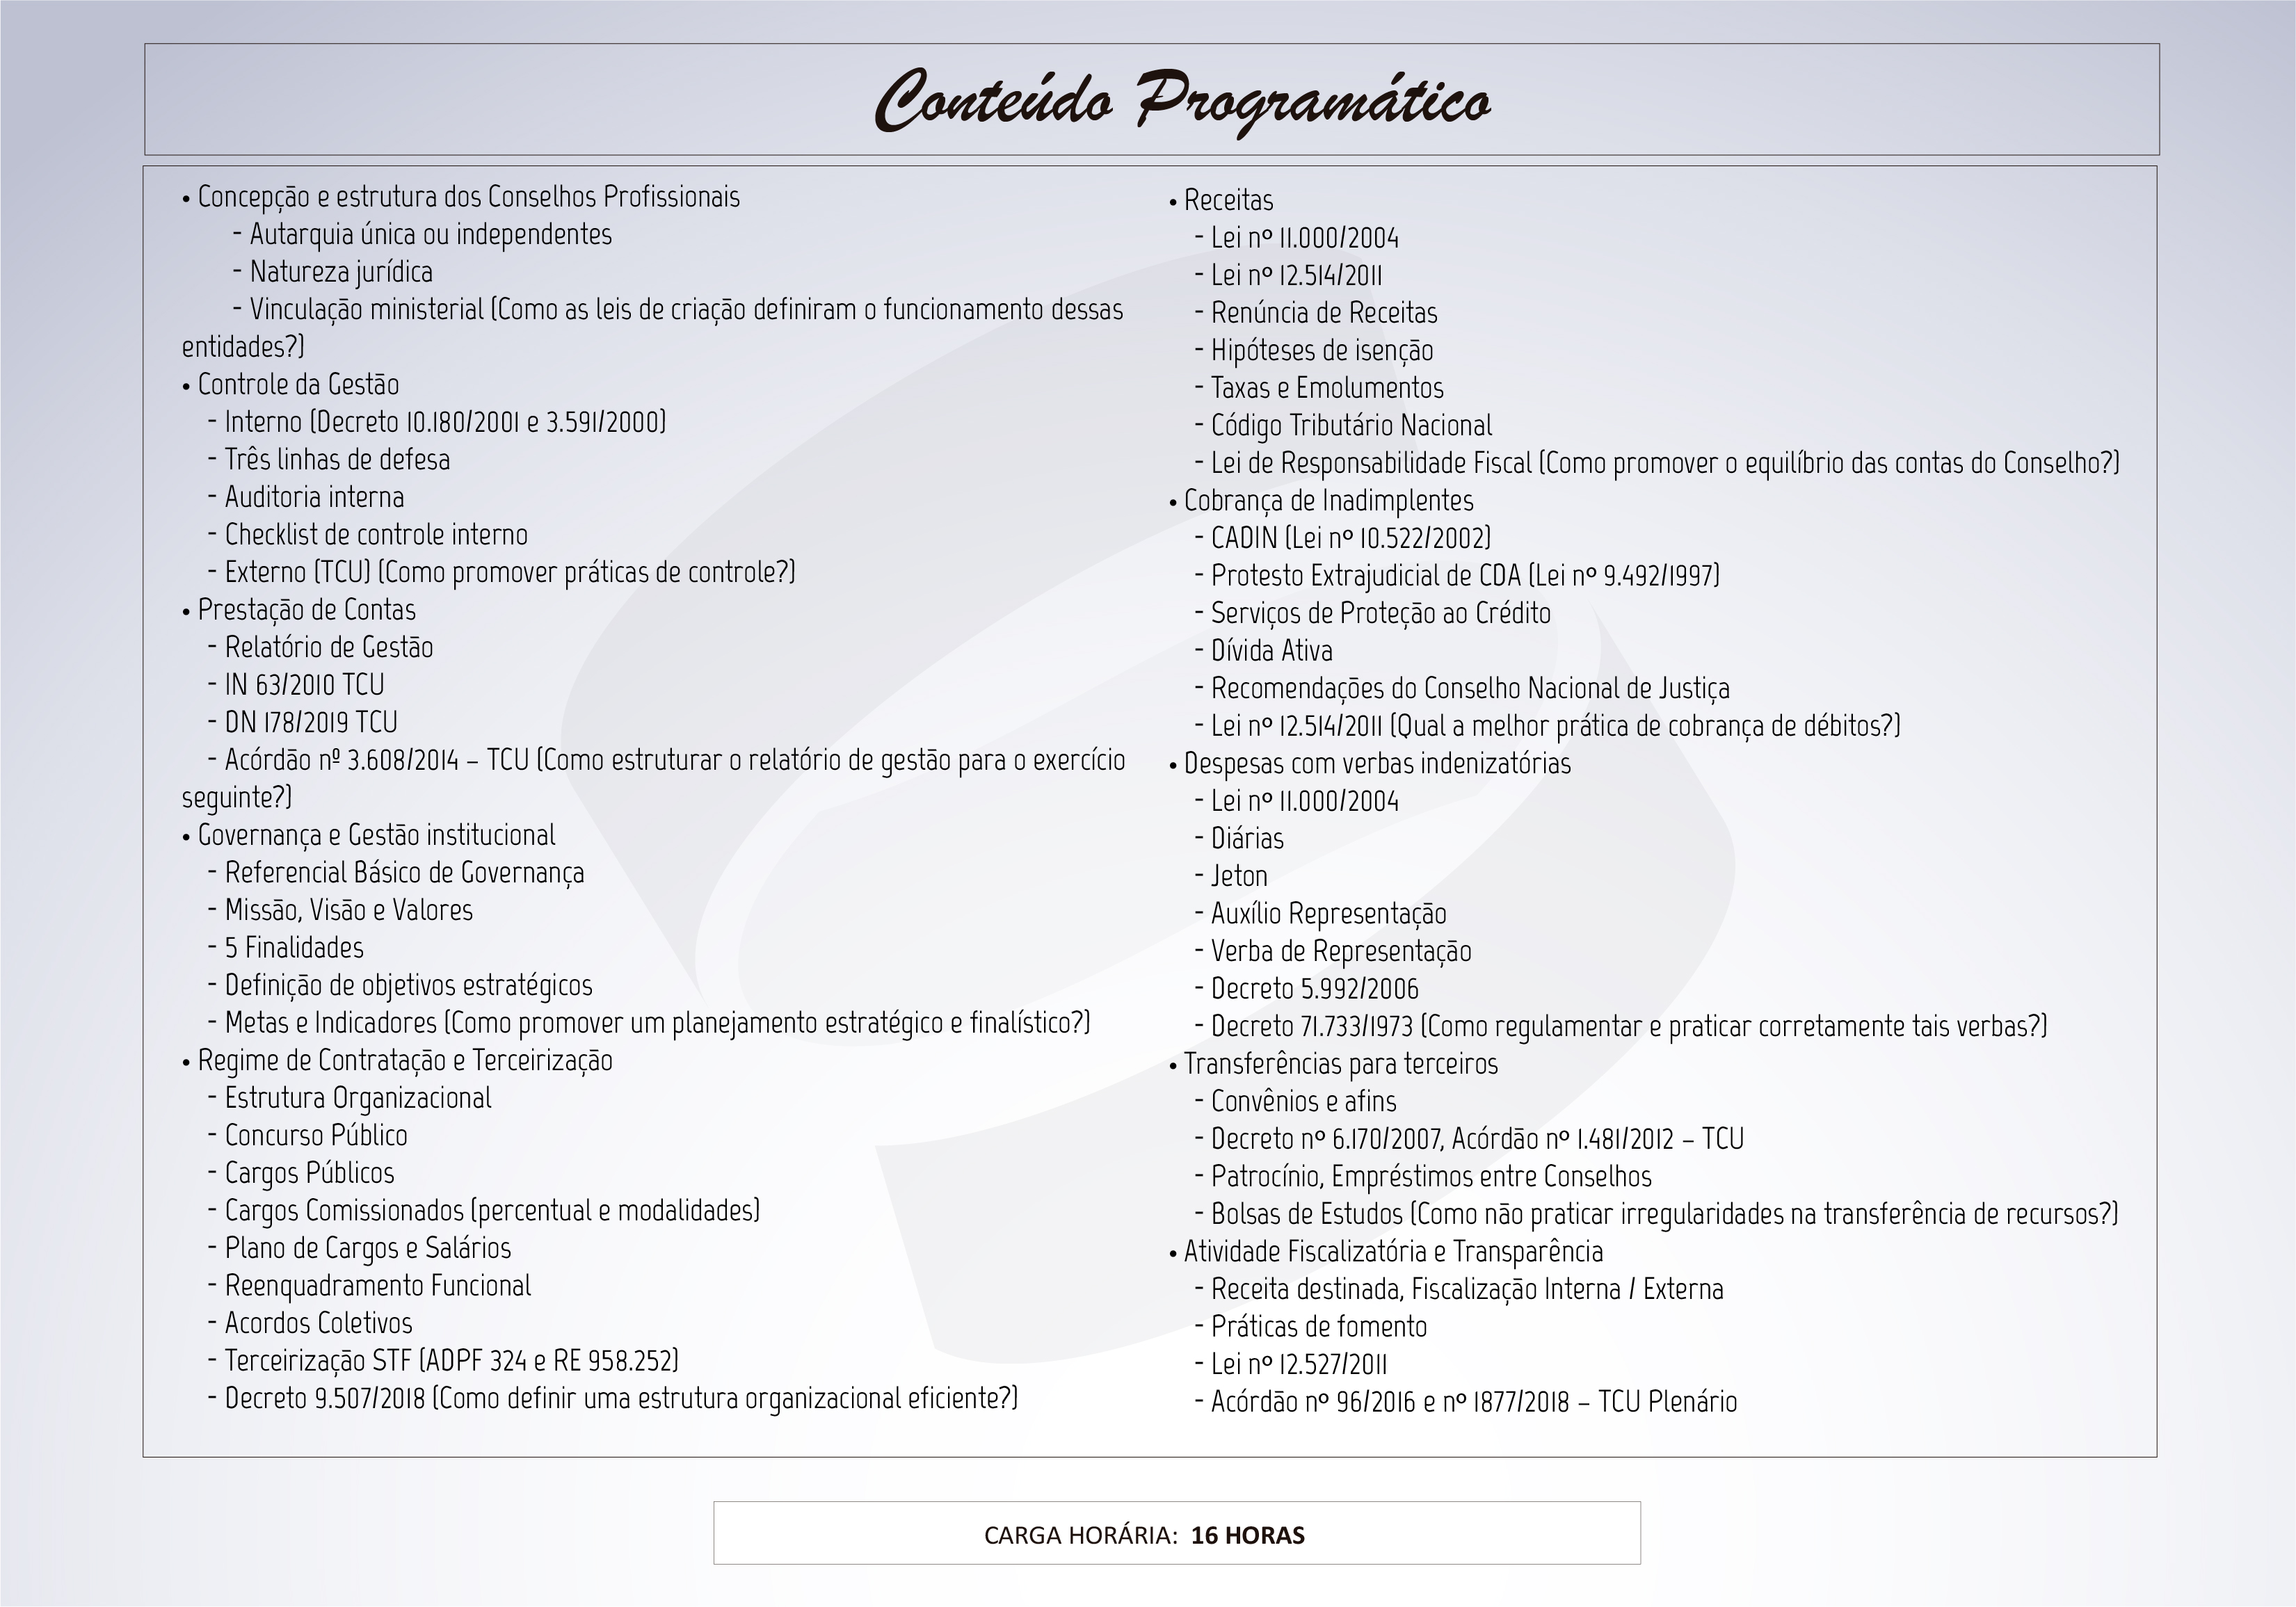 Conteúdo Programático
• Concepção e estrutura dos Conselhos Profissionais
- Autarquia única ou independentes
- Natureza jurídica
- Vinculação ministerial (Como as leis de criação definiram o funcionamento dessas
entidades?)
• Controle da Gestão
- Interno (Decreto 10.180/2001 e 3.591/2000)
- Três linhas de defesa
- Auditoria interna
- Checklist de controle interno
- Externo (TCU) (Como promover práticas de controle?)
• Prestação de Contas
- Relatório de Gestão
- IN 63/2010 TCU
- DN 178/2019 TCU
- Acórdão nº 3.608/2014 – TCU (Como estruturar o relatório de gestão para o exercício
seguinte?)
• Governança e Gestão institucional
- Referencial Básico de Governança
- Missão, Visão e Valores
- 5 Finalidades
- Definição de objetivos estratégicos
- Metas e Indicadores (Como promover um planejamento estratégico e finalístico?)
• Regime de Contratação e Terceirização
- Estrutura Organizacional
- Concurso Público
- Cargos Públicos
- Cargos Comissionados (percentual e modalidades)
- Plano de Cargos e Salários
- Reenquadramento Funcional
- Acordos Coletivos
- Terceirização STF (ADPF 324 e RE 958.252)
- Decreto 9.507/2018 (Como definir uma estrutura organizacional eficiente?)
• Receitas
- Lei nº 11.000/2004
- Lei nº 12.514/2011
- Renúncia de Receitas
- Hipóteses de isenção
- Taxas e Emolumentos
- Código Tributário Nacional
- Lei de Responsabilidade Fiscal (Como promover o equilíbrio das contas do Conselho?)
• Cobrança de Inadimplentes
- CADIN (Lei nº 10.522/2002)
- Protesto Extrajudicial de CDA (Lei nº 9.492/1997)
- Serviços de Proteção ao Crédito
- Dívida Ativa
- Recomendações do Conselho Nacional de Justiça
- Lei nº 12.514/2011 (Qual a melhor prática de cobrança de débitos?)
• Despesas com verbas indenizatórias
- Lei nº 11.000/2004
- Diárias
- Jeton
- Auxílio Representação
- Verba de Representação
- Decreto 5.992/2006
- Decreto 71.733/1973 (Como regulamentar e praticar corretamente tais verbas?)
• Transferências para terceiros
- Convênios e afins
- Decreto nº 6.170/2007, Acórdão nº 1.481/2012 – TCU
- Patrocínio, Empréstimos entre Conselhos
- Bolsas de Estudos (Como não praticar irregularidades na transferência de recursos?)
• Atividade Fiscalizatória e Transparência
- Receita destinada, Fiscalização Interna / Externa
- Práticas de fomento
- Lei nº 12.527/2011
- Acórdão nº 96/2016 e nº 1877/2018 – TCU Plenário
CARGA HORÁRIA: 16 HORAS